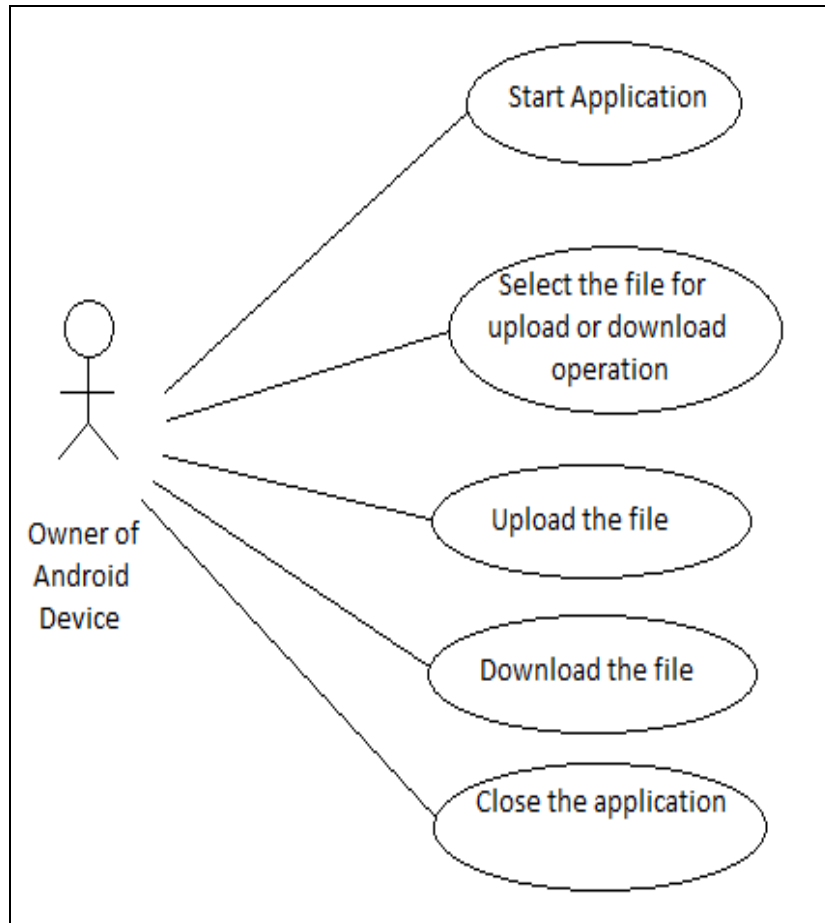 Start Application
Select the file for
upload or download
operation
Upload the file
Owner of
Android
Device
Download the file
Close the application